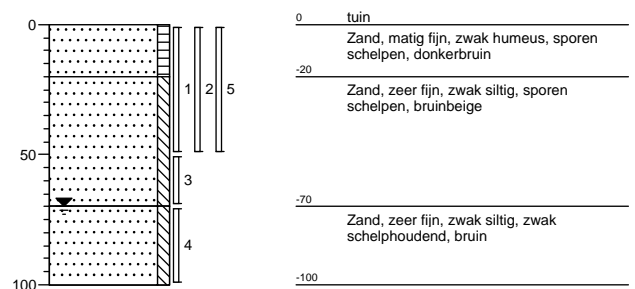 0
50
100
1
2
5
3
4
0 tuin
Zand, matig fijn, zwak humeus, sporen
schelpen, donkerbruin
-20
Zand, zeer fijn, zwak siltig, sporen
schelpen, bruinbeige
-70
Zand, zeer fijn, zwak siltig, zwak
schelphoudend, bruin
-100